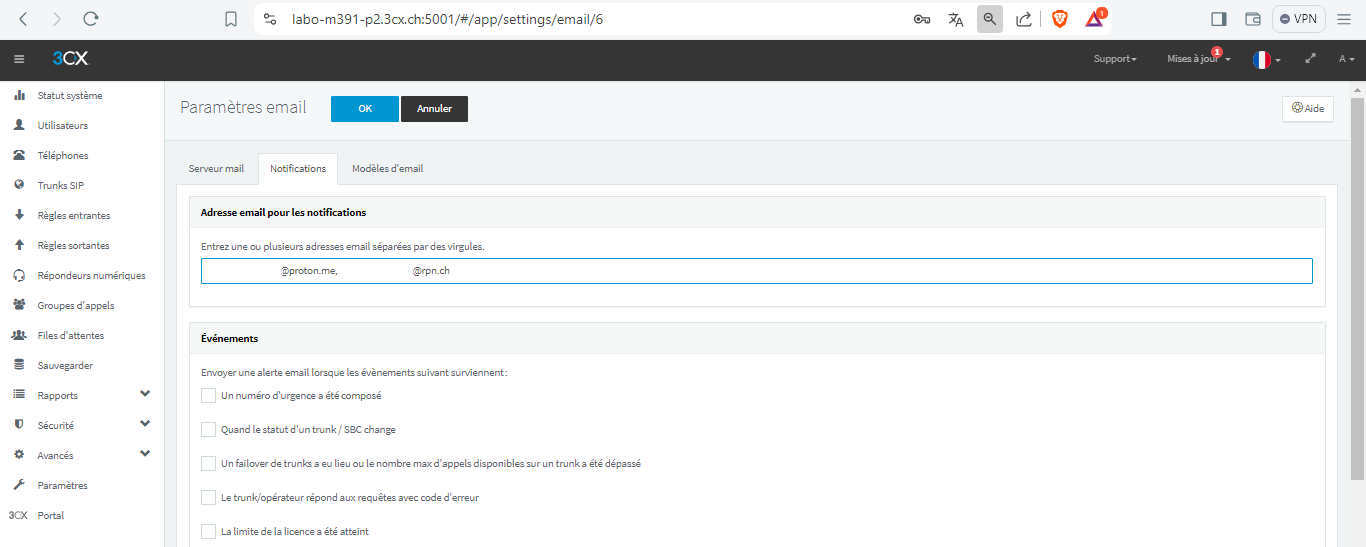 labo-m391-p2.3cx.ch:5001/#/app/settings/email/6
1
VPN
3CX
Support
Mises à jour
1
A
Statut système
Utilisateurs
Téléphones
Trunks SIP
Règles entrantes
Règles sortantes
Répondeurs numériques
Groupes d'appels
Files d'attentes
Sauvegarder
Rapports
Sécurité
Avancés
Paramètres
3CX Portal
Paramètres email
OK
Annuler
Aide
Serveur mail
Notifications
Modèles d'email
Adresse email pour les notifications
Entrez une ou plusieurs adresses email séparées par des virgules.
@proton.me, @rpn.ch
Événements
Envoyer une alerte email lorsque les évènements suivant surviennent:
Un numéro d'urgence a été composé
Quand le statut d'un trunk / SBC change
Un failover de trunks a eu lieu ou le nombre max d'appels disponibles sur un trunk a été dépassé
Le trunk/opérateur répond aux requêtes avec code d'erreur
La limite de la licence a été atteint